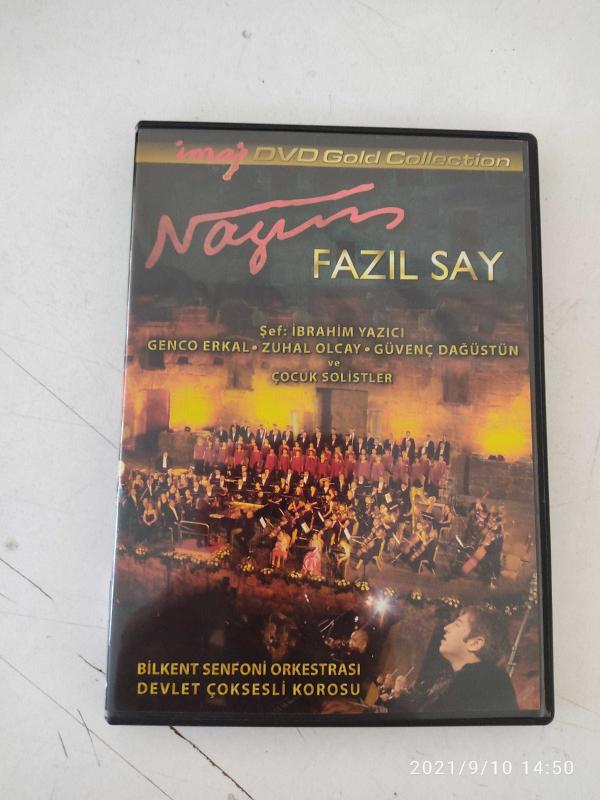 imaj DVD Gold Collection
Nâzım
FAZIL SAY
Şef: İBRAHİM YAZICI
GENCO ERKAL • ZUHAL OLCAY • GÜVENÇ DAĞÜSTÜN
ve
ÇOCUK SOLİSTLER
BİLKENT SENFONİ ORKESTRASI
DEVLET ÇOKSESLİ KOROSU
2021/9/10 14:50